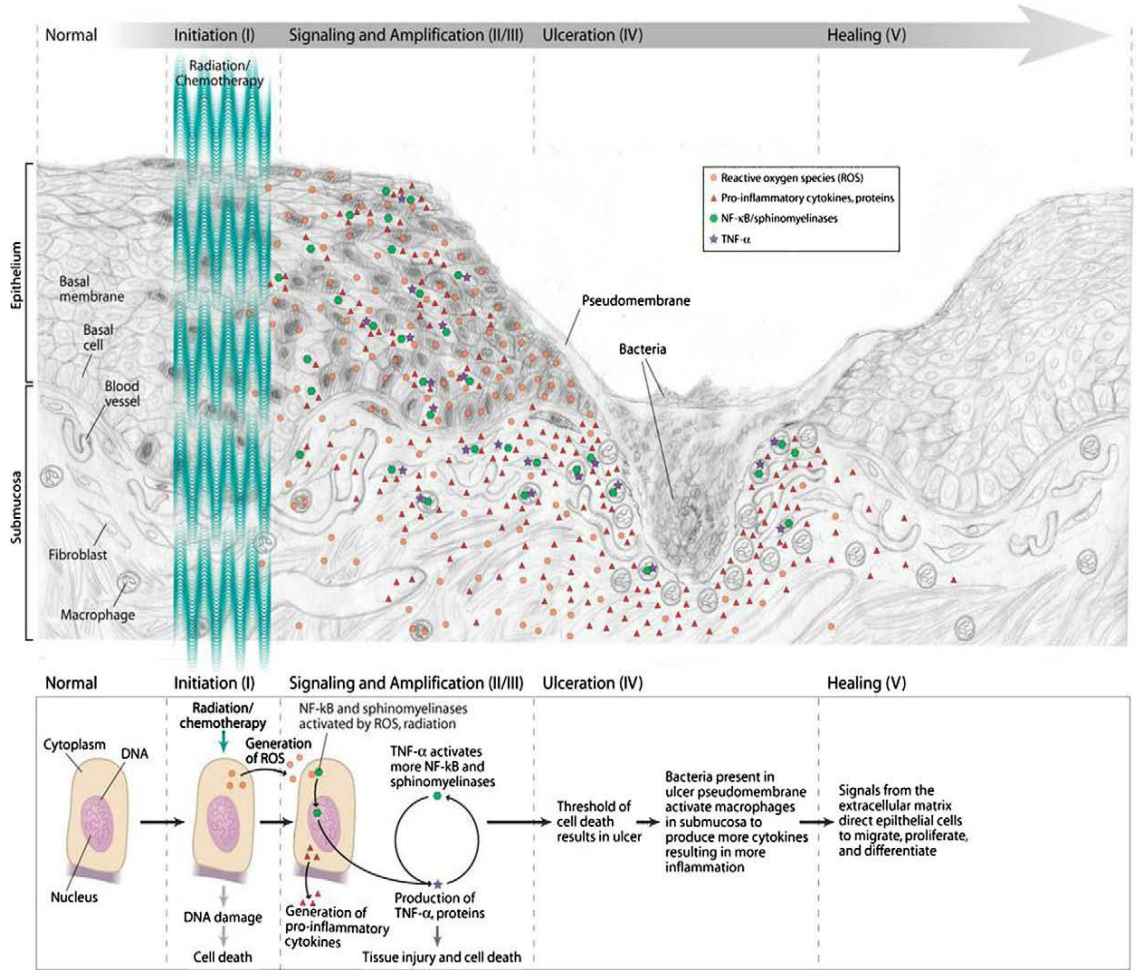 Normal
Initiation (I)
Signaling and Amplification (II/III)
Ulceration (IV)
Healing (V)
Radiation/
Chemotherapy
Reactive oxygen species (ROS)
Pro-inflammatory cytokines, proteins
NF-κB/sphinomyelinases
TNF-α
Epithelium
Submucosa
Basal
membrane
Basal
cell
Blood
vessel
Fibroblast
Macrophage
Pseudomembrane
Bacteria
Normal
Initiation (I)
Signaling and Amplification (II/III)
Ulceration (IV)
Healing (V)
Cytoplasm
DNA
Nucleus
Radiation/
chemotherapy
Generation
of ROS
DNA damage
Cell death
NF-kB and sphinomyelinases
activated by ROS, radiation
Generation of
pro-inflammatory
cytokines
TNF-α activates
more NF-kB and
sphinomyelinases
Production of
TNF-α, proteins
Tissue injury and cell death
Threshold of
cell death
results in ulcer
Bacteria present in
ulcer pseudomembrane
activate macrophages
in submucosa to
produce more cytokines
resulting in more
inflammation
Signals from the
extracellular matrix
direct epilthelial cells
to migrate, proliferate,
and differentiate